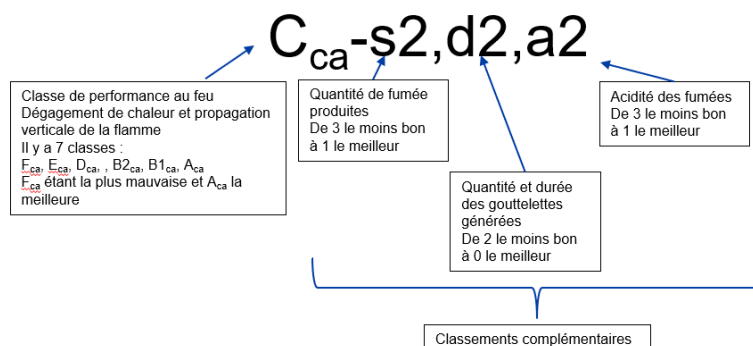 Cca-s2,d2,a2
Classe de performance au feu
Dégagement de chaleur et propagation
verticale de la flamme
Il y a 7 classes :
Fca, Eca, Dca, , B2ca, B1ca, Aca
Fca étant la plus mauvaise et Aca la
meilleure
Quantité de fumée
produites
De 3 le moins bon
à 1 le meilleur
Quantité et durée
des gouttelettes
générées
De 2 le moins bon
à 0 le meilleur
Acidité des fumées
De 3 le moins bon
à 1 le meilleur
Classements complémentaires